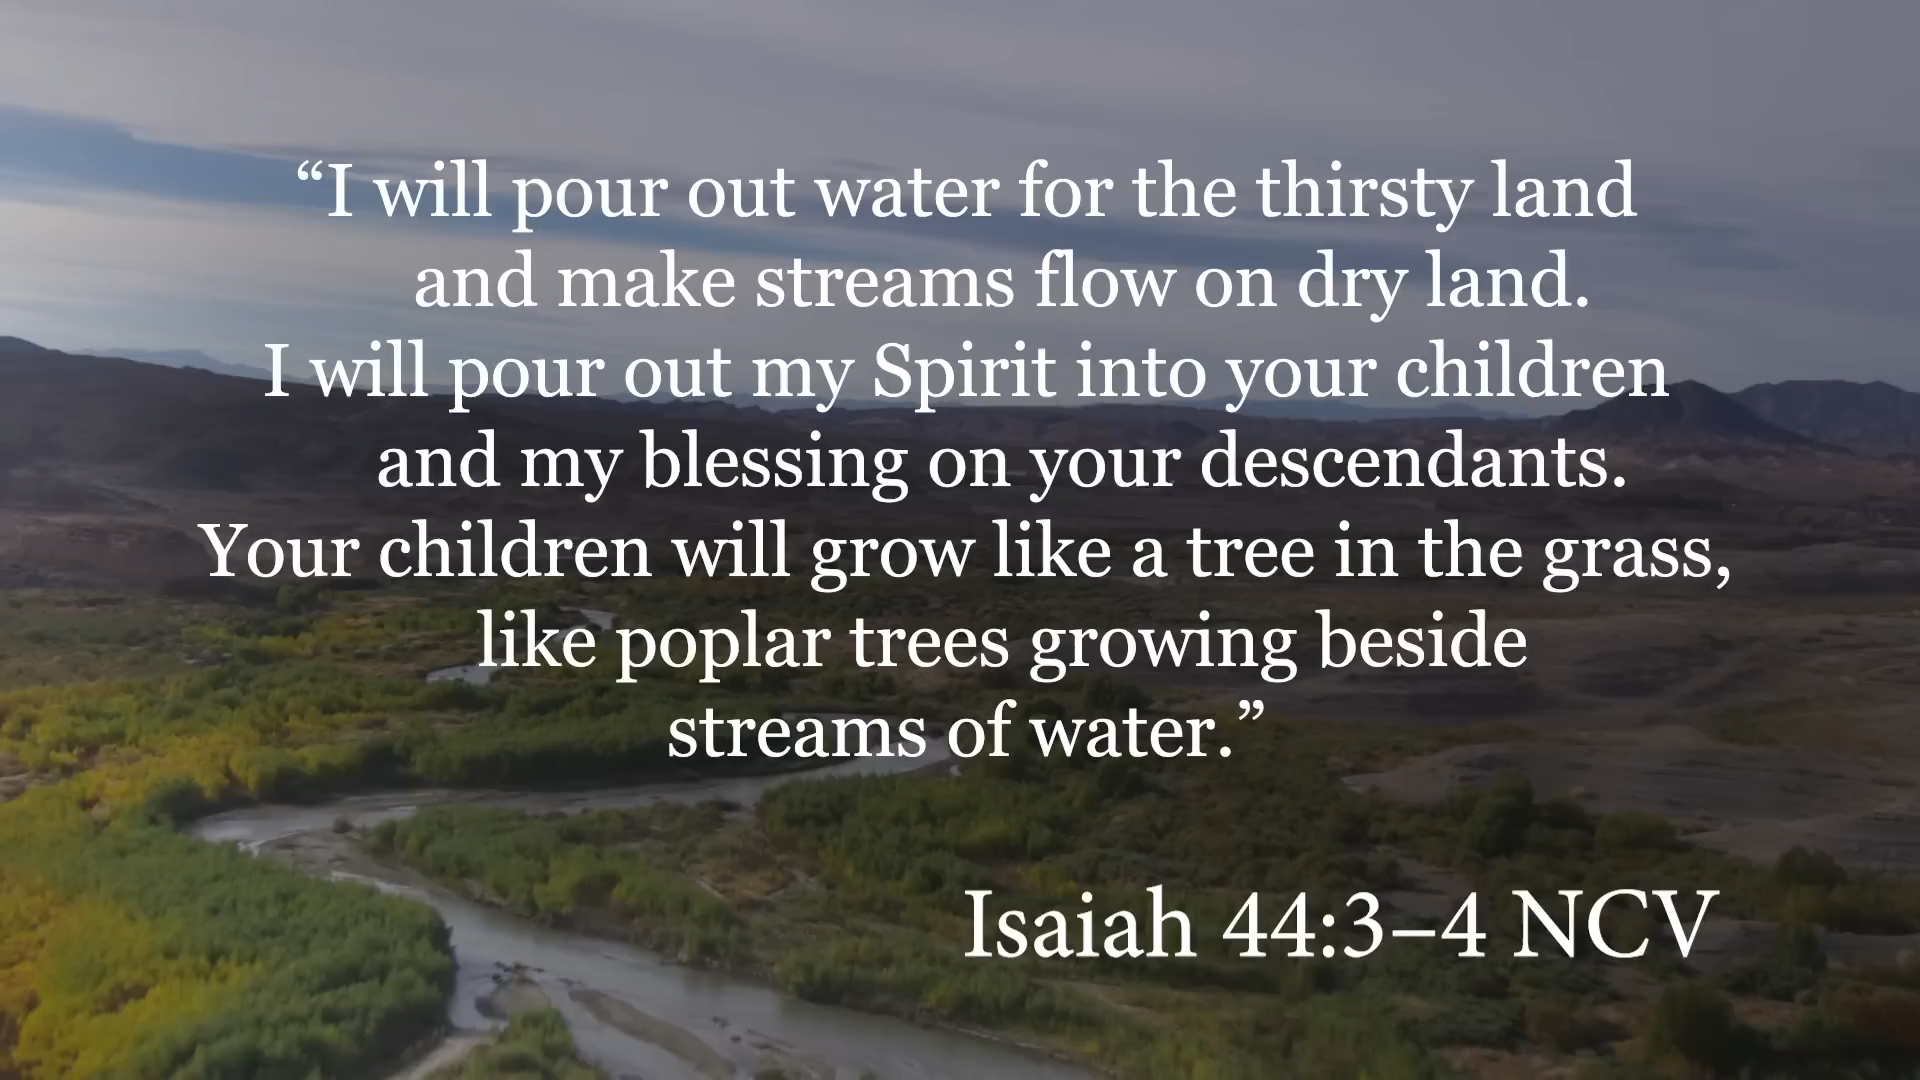 “I will pour out water for the thirsty land
and make streams flow on dry land.
I will pour out my Spirit into your children
and my blessing on your descendants.
Your children will grow like a tree in the grass,
like poplar trees growing beside
streams of water.”
Isaiah 44:3–4 NCV